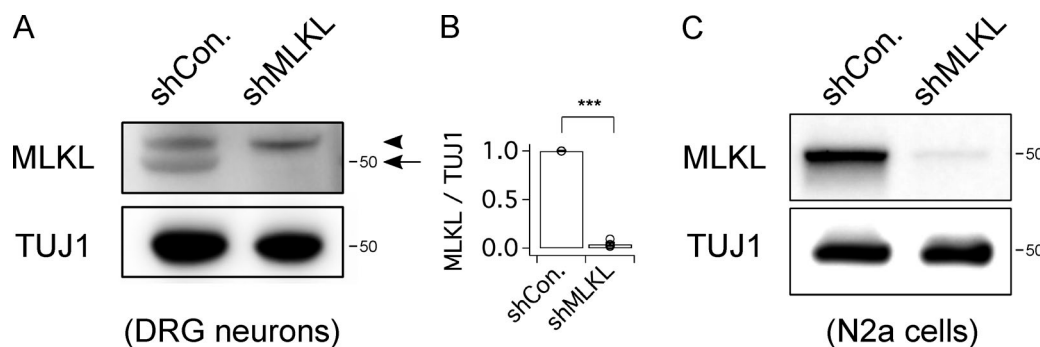 A
shCon.
shMLKL
MLKL
50
TUJ1
50
(DRG neurons)
B
***
MLKL / TUJ1
1.0
0.5
0.0
shCon.
shMLKL
C
shCon.
shMLKL
MLKL
50
TUJ1
50
(N2a cells)